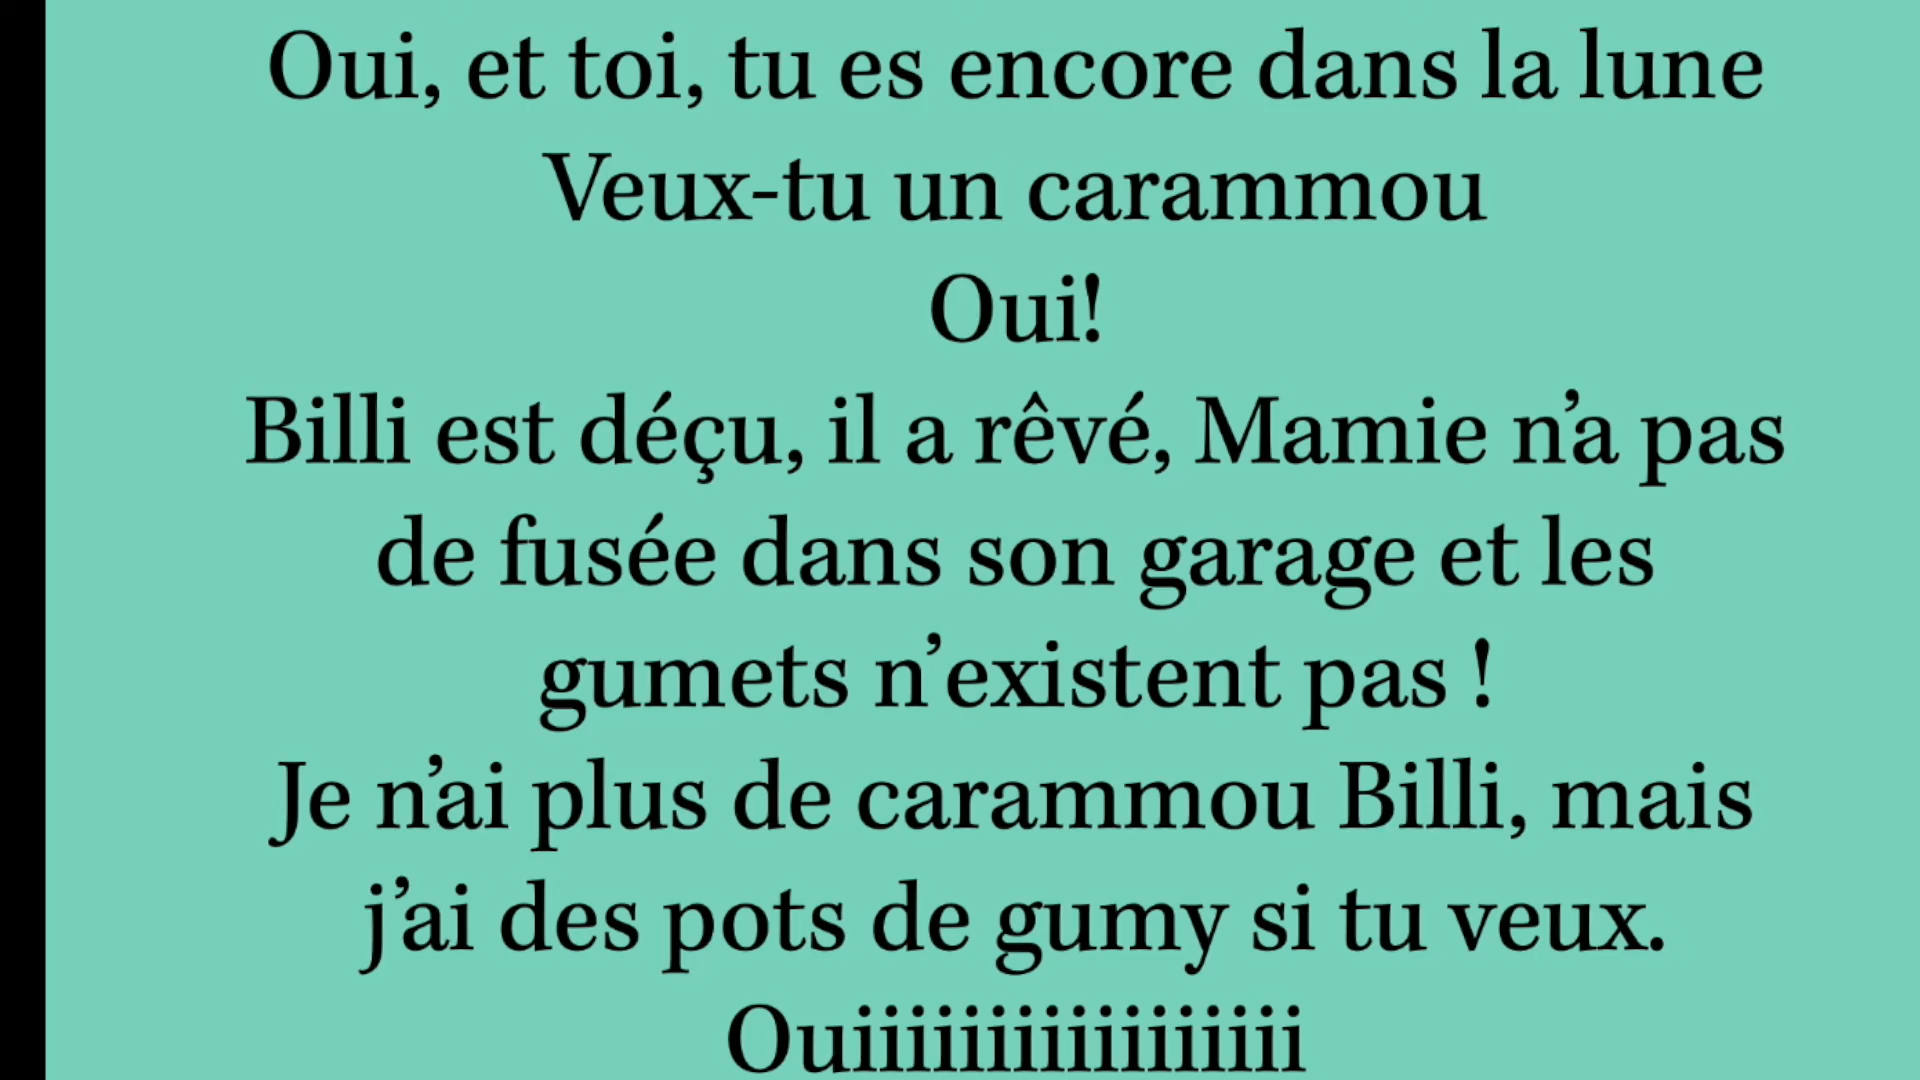 Oui, et toi, tu es encore dans la lune
Veux-tu un carammou
Oui!
Billi est déçu, il a rêvé, Mamie n’a pas
de fusée dans son garage et les
gumets n’existent pas !
Je n’ai plus de carammou Billi, mais
j’ai des pots de gumy si tu veux.
Ouiiiiiiiiiiiiiiiiii